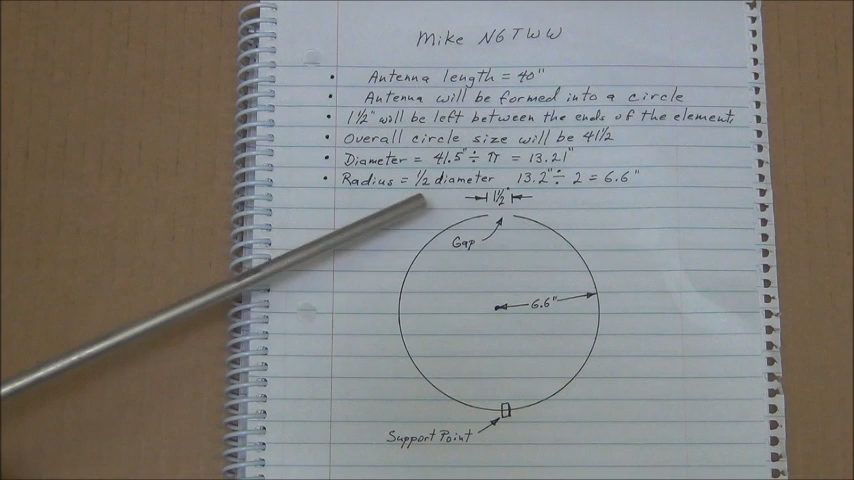 Mike N6TWW
• Antenna length = 40"
• Antenna will be formed into a circle
• 1½" will be left between the ends of the element,
• Overall circle size will be 41½
• Diameter = 41.5" ÷ π = 13.21"
• Radius = ½ diameter 13.2" ÷ 2 = 6.6"
1½"
Gap
6.6"
Support Point